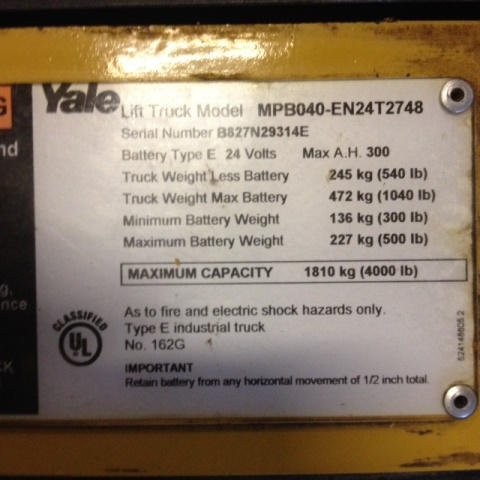 G
nd
g,
nce
CK
Yale Lift Truck Model MPB040-EN24T2748
Serial Number B827N29314E
Battery Type E 24 Volts Max A.H. 300
Truck Weight Less Battery 245 kg (540 lb)
Truck Weight Max Battery 472 kg (1040 lb)
Minimum Battery Weight 136 kg (300 lb)
Maximum Battery Weight 227 kg (500 lb)
MAXIMUM CAPACITY 1810 kg (4000 lb)
CLASSIFIED
UL
As to fire and electric shock hazards only.
Type E industrial truck
No. 162G
IMPORTANT
Retain battery from any horizontal movement of 1/2 inch total.